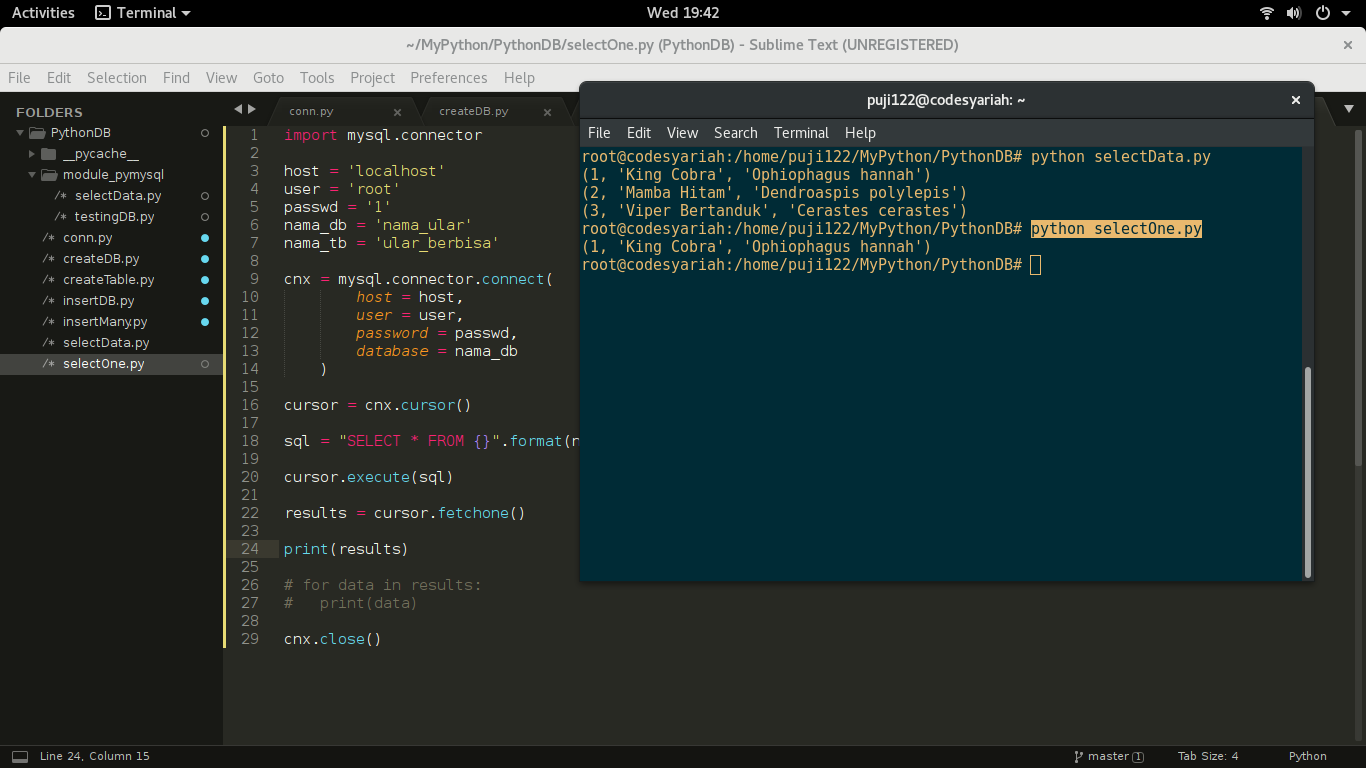 Activities Terminal Wed 19:42
~/MyPython/PythonDB/selectOne.py (PythonDB) - Sublime Text (UNREGISTERED)
File Edit Selection Find View Goto Tools Project Preferences Help
FOLDERS
PythonDB
__pycache__
module_pymysql
/* selectData.py
/* testingDB.py
/* conn.py
/* createDB.py
/* createTable.py
/* insertDB.py
/* insertMany.py
/* selectData.py
/* selectOne.py
conn.py × createDB.py ×
1 import mysql.connector
2
3 host = 'localhost'
4 user = 'root'
5 passwd = '1'
6 nama_db = 'nama_ular'
7 nama_tb = 'ular_berbisa'
8
9 cnx = mysql.connector.connect(
10 host = host,
11 user = user,
12 password = passwd,
13 database = nama_db
14 )
15
16 cursor = cnx.cursor()
17
18 sql = "SELECT * FROM {}".format(n
19
20 cursor.execute(sql)
21
22 results = cursor.fetchone()
23
24 print(results)
25
26 # for data in results:
27 # print(data)
28
29 cnx.close()
puji122@codesyariah: ~
File Edit View Search Terminal Help
root@codesyariah:/home/puji122/MyPython/PythonDB# python selectData.py
(1, 'King Cobra', 'Ophiophagus hannah')
(2, 'Mamba Hitam', 'Dendroaspis polylepis')
(3, 'Viper Bertanduk', 'Cerastes cerastes')
root@codesyariah:/home/puji122/MyPython/PythonDB# python selectOne.py
(1, 'King Cobra', 'Ophiophagus hannah')
root@codesyariah:/home/puji122/MyPython/PythonDB#
Line 24, Column 15 master 1 Tab Size: 4 Python